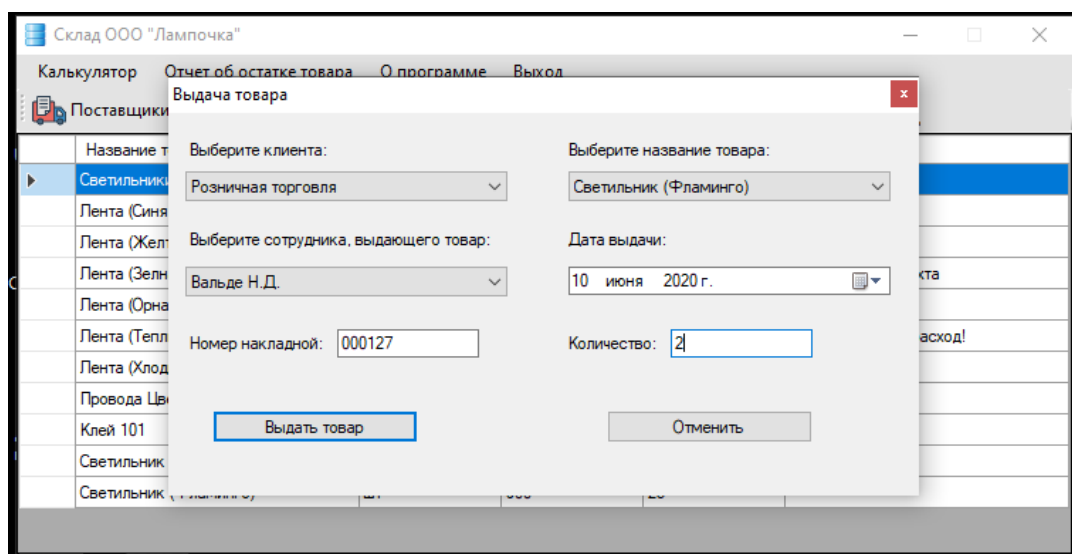 Склад ООО "Лампочка"
Калькулятор Отчет об остатке товара О программе Выход
Поставщики
Выдача товара
Название т
Выберите клиента:
Выберите название товара:
Светильник
Розничная торговля
Светильник (Фламинго)
Лента (Синя
Выберите сотрудника, выдающего товар:
Дата выдачи:
Лента (Желт
Лента (Зелн
Вальде Н.Д.
10 июня 2020 г.
хта
Лента (Орна
Лента (Тепл
Номер накладной: 000127
Количество: 2
асход!
Лента (Хлод
Провода Цве
Клей 101
Выдать товар
Отменить
Светильник
Светильник (Фламинго)